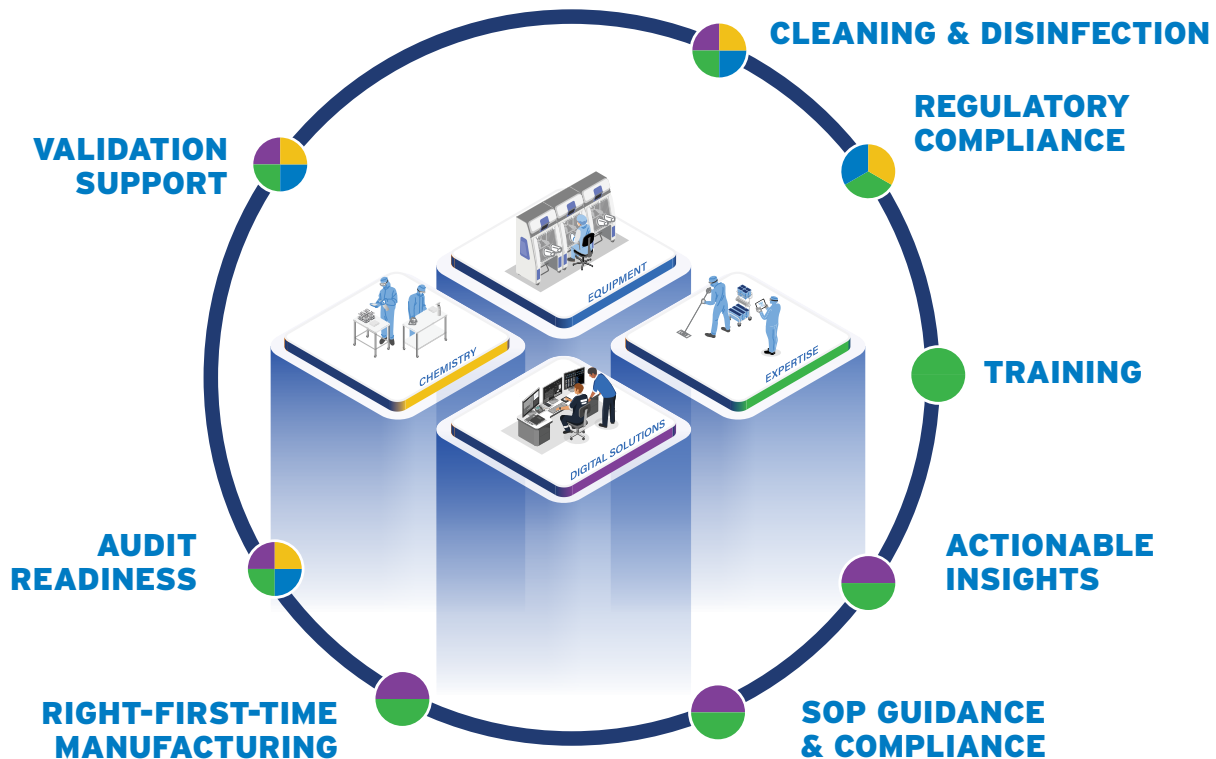 CLEANING & DISINFECTION
REGULATORY
COMPLIANCE
VALIDATION
SUPPORT
EQUIPMENT
CHEMISTRY
EXPERTISE
TRAINING
DIGITAL SOLUTIONS
AUDIT
READINESS
ACTIONABLE
INSIGHTS
RIGHT-FIRST-TIME
MANUFACTURING
SOP GUIDANCE
& COMPLIANCE